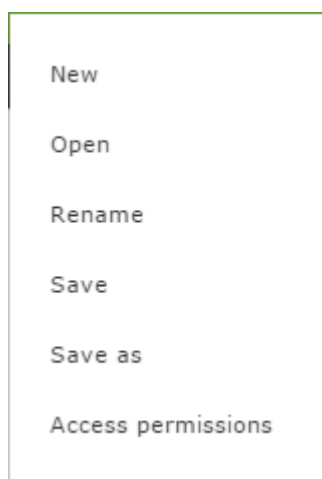 New
Open
Rename
Save
Save as
Access permissions